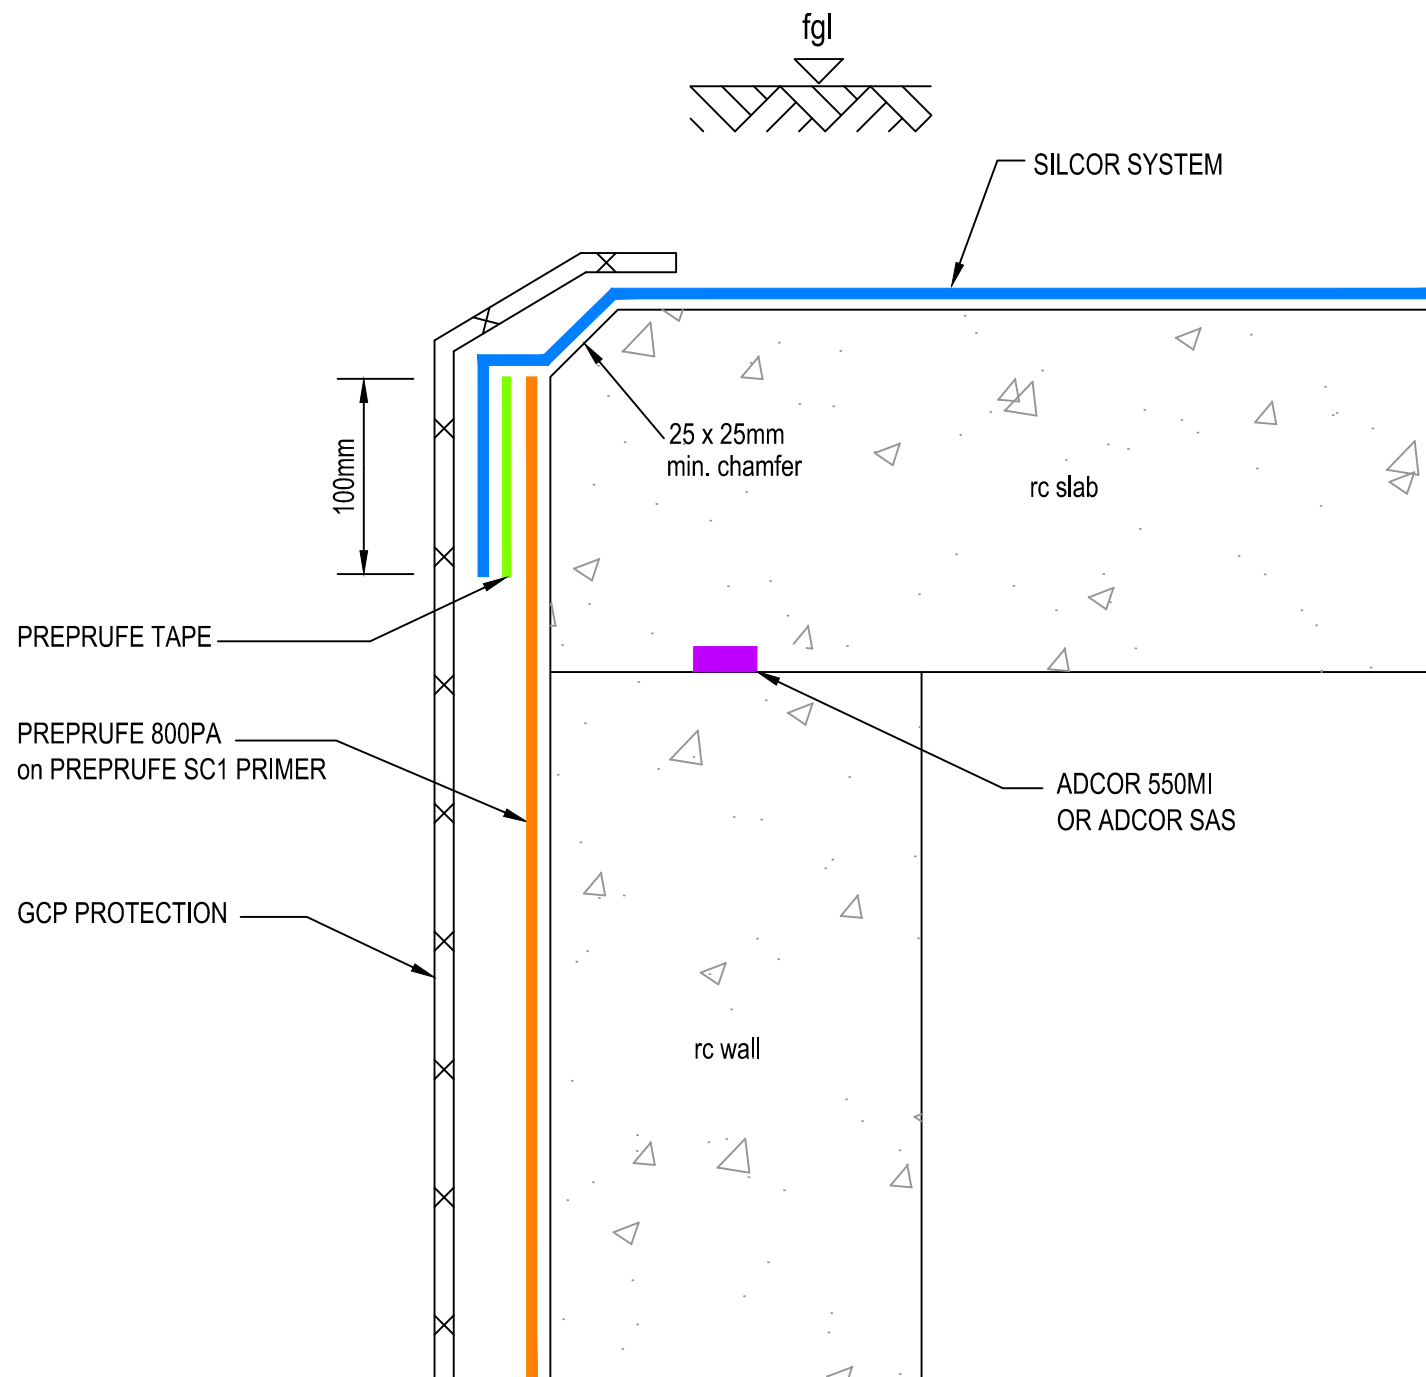 fgl
SILCOR SYSTEM
25 x 25mm
min. chamfer
100mm
rc slab
PREPRUFE TAPE
PREPRUFE 800PA
on PREPRUFE SC1 PRIMER
ADCOR 550MI
OR ADCOR SAS
GCP PROTECTION
rc wall